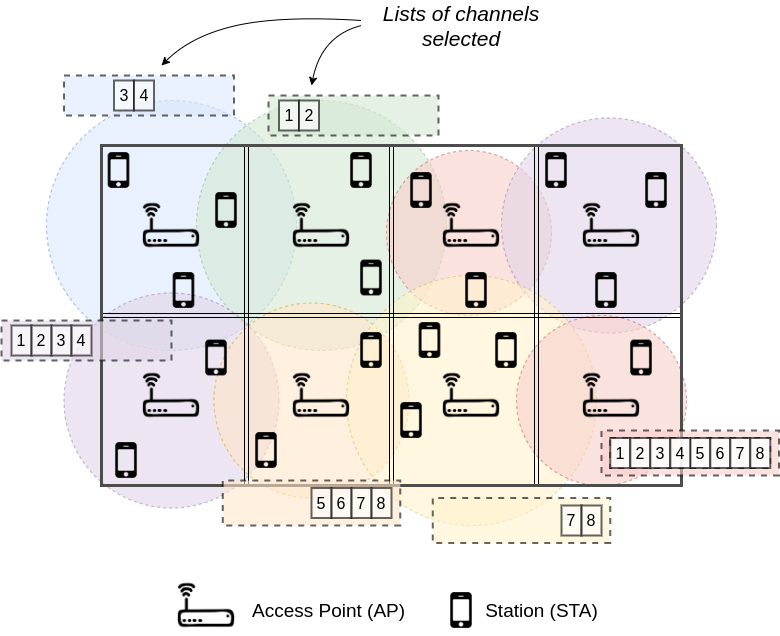 Lists of channels
selected
3 4
1 2
1 2 3 4
1 2 3 4 5 6 7 8
5 6 7 8
7 8
Access Point (AP)
Station (STA)